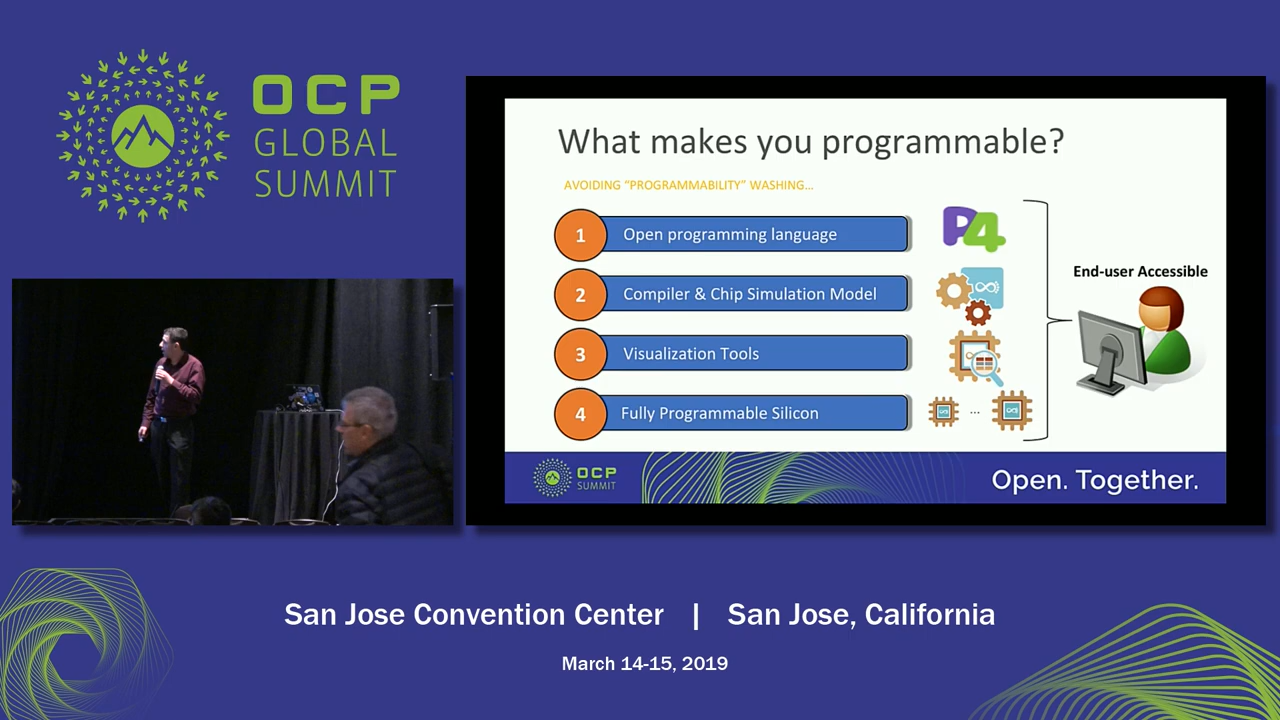 OCP
GLOBAL
SUMMIT
What makes you programmable?
AVOIDING “PROGRAMMABILITY” WASHING...
1 Open programming language
P4
2 Compiler & Chip Simulation Model
3 Visualization Tools
4 Fully Programmable Silicon
...
End-user Accessible
OCP
SUMMIT
Open. Together.
San Jose Convention Center | San Jose, California
March 14-15, 2019